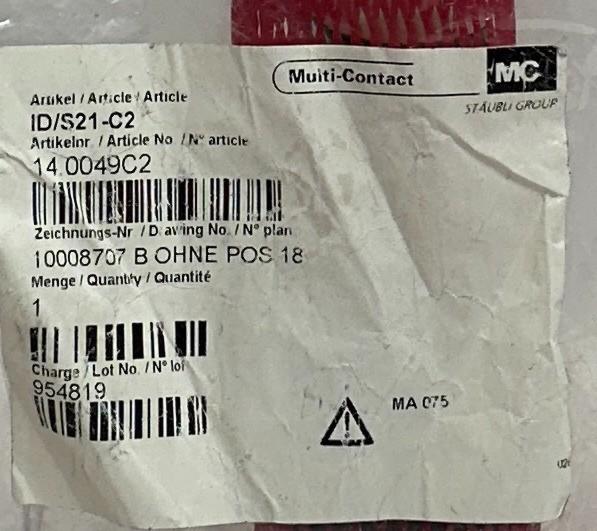 Multi-Contact
MC
STÄUBLI GROUP
Artikel / Article / Article
ID/S21-C2
Artikelnr. / Article No. / N° article
14.0049C2
Zeichnungs-Nr. / Drawing No. / N° plan
10008707 B OHNE POS 18
Menge / Quantity / Quantité
1
Charge / Lot No. / N° lot
954819
MA 075